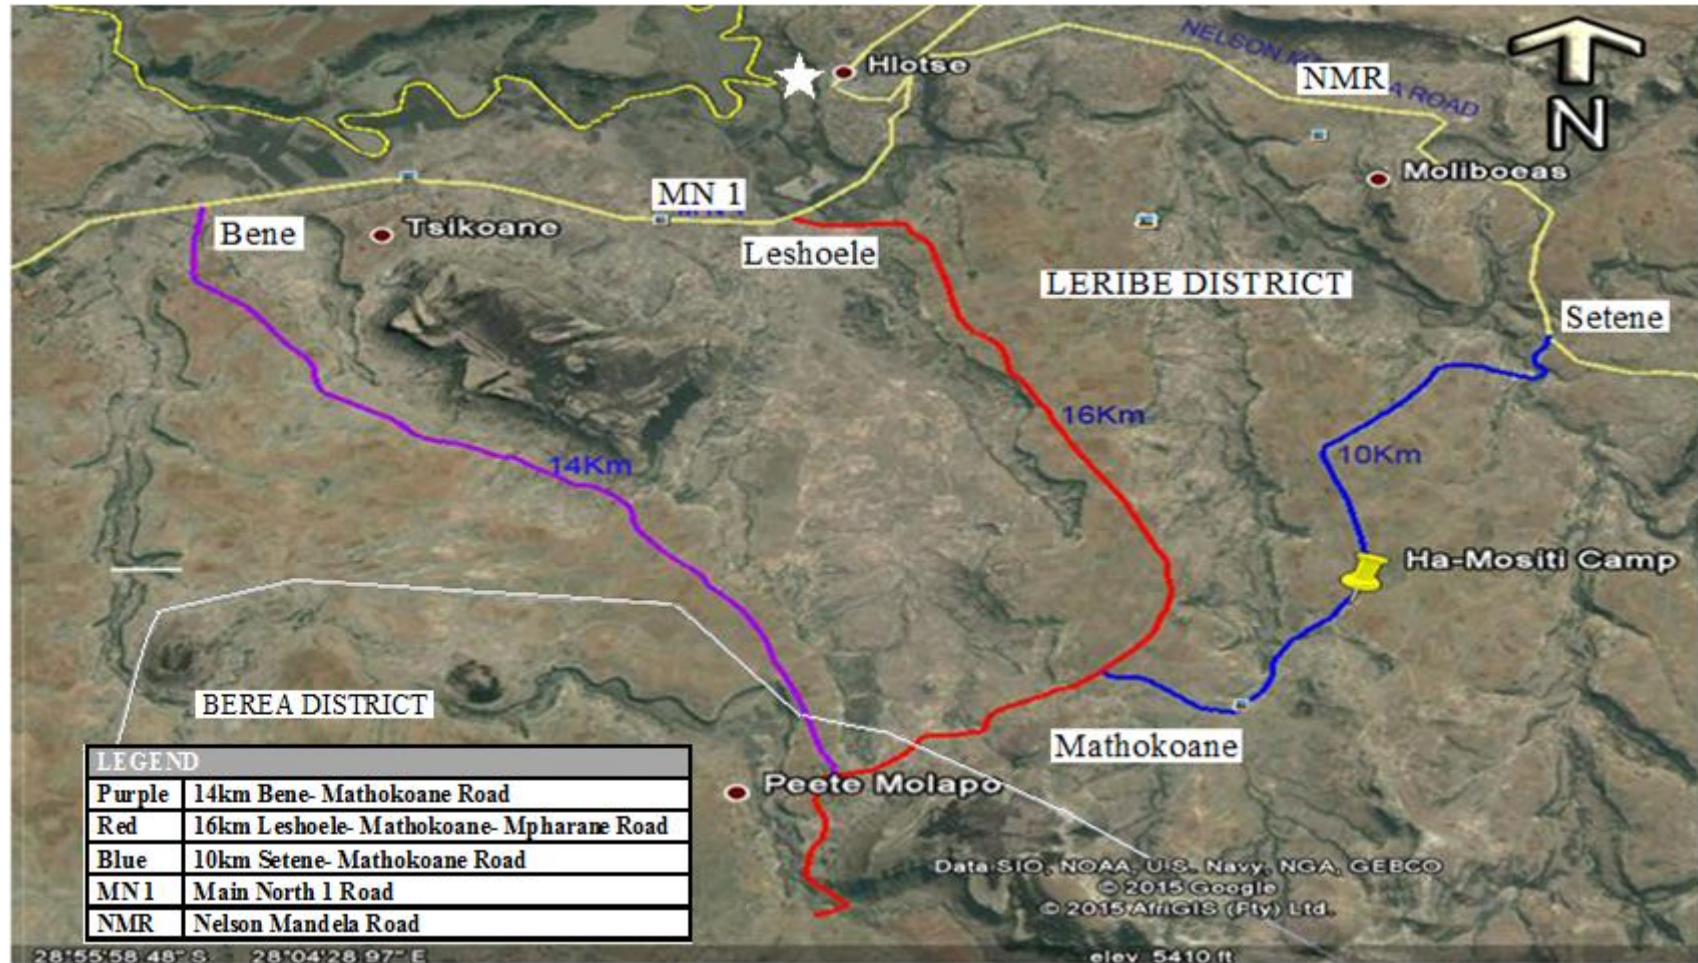 Hlotse
NELSON ROAD
NMR
N
Moliboeas
MN 1
Bene
Tsikoane
Leshoele
LERIBE DISTRICT
Setene
16Km
10Km
14Km
Ha-Mositi Camp
BEREA DISTRICT
Mathokoane
Peete Molapo
LEGEND
Purple 14km Bene- Mathokoane Road
Red 16km Leshoele- Mathokoane- Mpharane Road
Blue 10km Setene- Mathokoane Road
MN 1 Main North 1 Road
NMR Nelson Mandela Road
Data SIO, NOAA, U.S. Navy, NGA, GEBCO
© 2015 Google
© 2015 AfriGIS (Pty) Ltd.
28°55'58.48" S 28°04'28.97" E elev 5410 ft